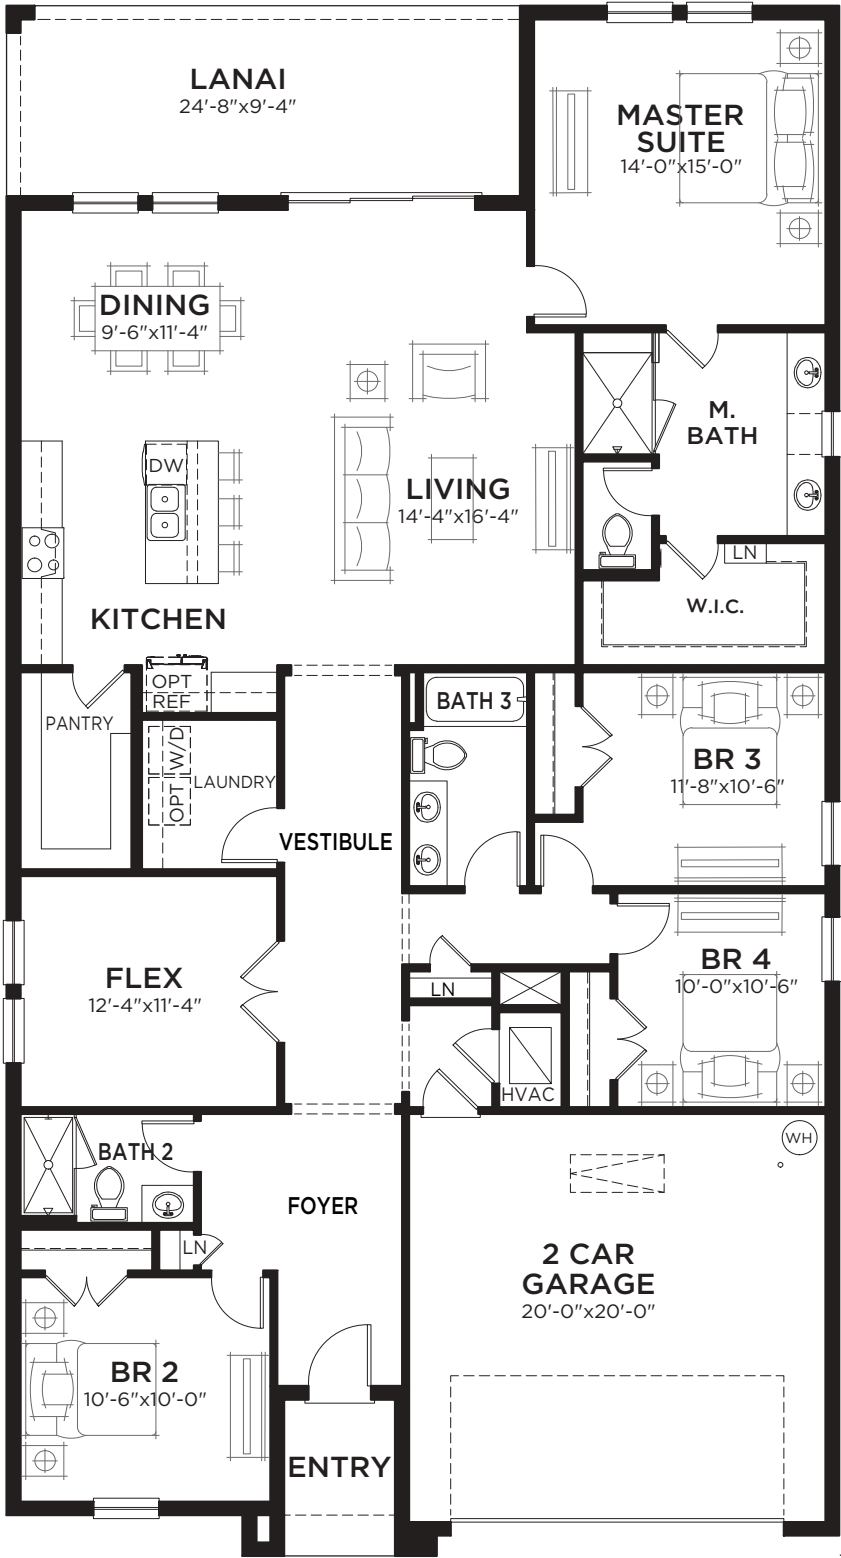 LANAI
24'-8"x9'-4"
MASTER
SUITE
14'-0"x15'-0"
DINING
9'-6"x11'-4"
M.
BATH
DW
LIVING
14'-4"x16'-4"
LN
W.I.C.
KITCHEN
OPT
REF
BATH 3
PANTRY
OPT W/D
LAUNDRY
BR 3
11'-8"x10'-6"
VESTIBULE
FLEX
12'-4"x11'-4"
BR 4
10'-0"x10'-6"
LN
HVAC
BATH 2
WH
FOYER
LN
2 CAR
GARAGE
20'-0"x20'-0"
BR 2
10'-6"x10'-0"
ENTRY